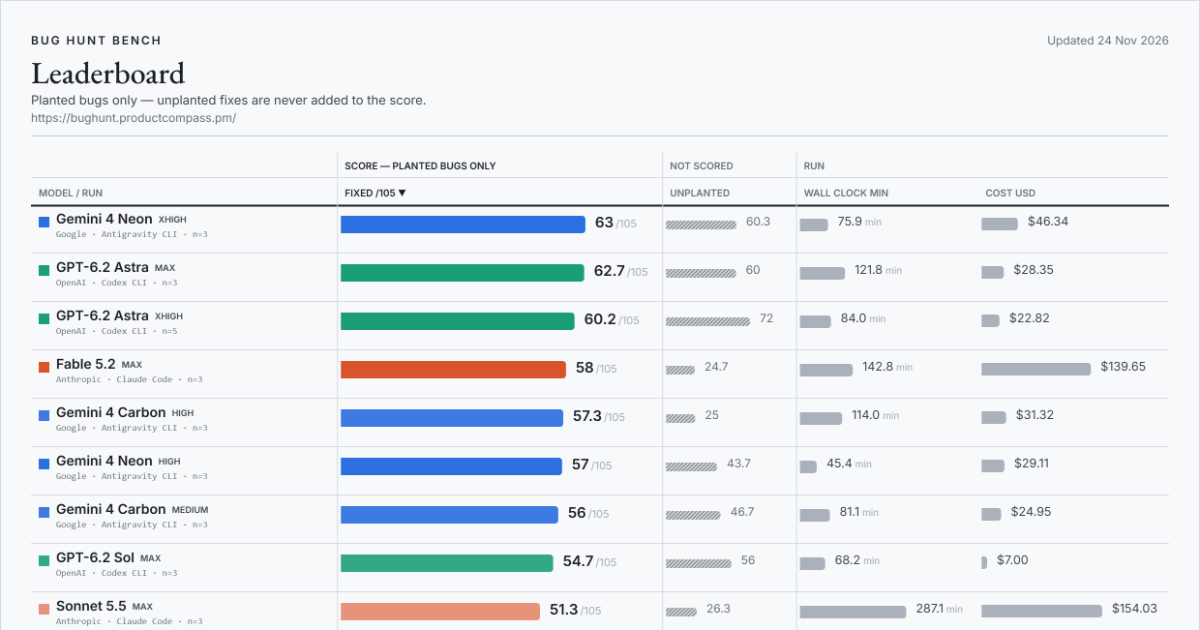 BUG HUNT BENCH
Updated 24 Nov 2026
Leaderboard
Planted bugs only — unplanted fixes are never added to the score.
https://bughunt.productcompass.pm/
SCORE — PLANTED BUGS ONLY NOT SCORED RUN
MODEL / RUN FIXED /105 ▼ UNPLANTED WALL CLOCK MIN COST USD
Gemini 4 Neon XHIGH 63 /105 60.3 75.9 min $46.34
Google · Antigravity CLI · n=3
GPT-6.2 Astra MAX 62.7 /105 60 121.8 min $28.35
OpenAI · Codex CLI · n=3
GPT-6.2 Astra XHIGH 60.2 /105 72 84.0 min $22.82
OpenAI · Codex CLI · n=5
Fable 5.2 MAX 58 /105 24.7 142.8 min $139.65
Anthropic · Claude Code · n=3
Gemini 4 Carbon HIGH 57.3 /105 25 114.0 min $31.32
Google · Antigravity CLI · n=3
Gemini 4 Neon HIGH 57 /105 43.7 45.4 min $29.11
Google · Antigravity CLI · n=3
Gemini 4 Carbon MEDIUM 56 /105 46.7 81.1 min $24.95
Google · Antigravity CLI · n=3
GPT-6.2 Sol MAX 54.7 /105 56 68.2 min $7.00
OpenAI · Codex CLI · n=3
Sonnet 5.5 MAX 51.3 /105 26.3 287.1 min $154.03
Anthropic · Claude Code · n=3